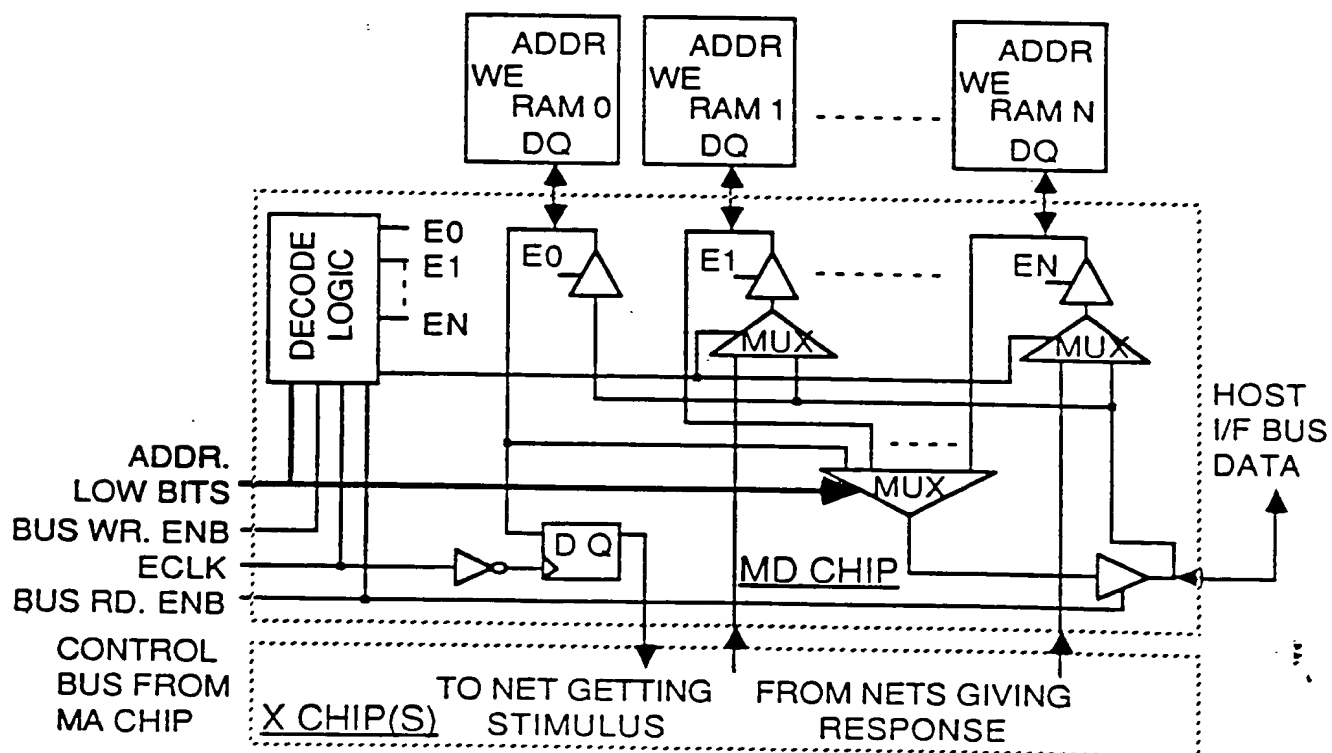 ADDR
WE
RAM 0
DQ
ADDR
WE
RAM 1
DQ
ADDR
WE
RAM N
DQ
DECODE
LOGIC
E0
E1
EN
E0
E1
EN
MUX
MUX
HOST
I/F BUS
DATA
ADDR.
LOW BITS
MUX
BUS WR. ENB
ECLK
D Q
MD CHIP
BUS RD. ENB
CONTROL
BUS FROM
MA CHIP
X CHIP(S)
TO NET GETTING
STIMULUS
FROM NETS GIVING
RESPONSE